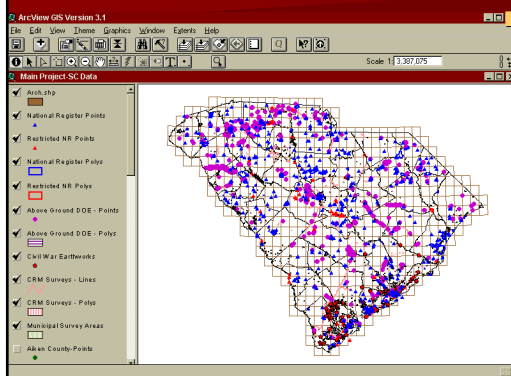 ArcView GIS Version 3.1
File Edit View Theme Graphics Window Extents Help
Scale 1: 3,387,075
Main Project-SC Data
Arch.shp
National Register Points
Restricted NR Points
National Register Polys
Restricted NR Polys
Above Ground DOE - Points
Above Ground DOE - Polys
Civil War Earthworks
CRM Surveys - Lines
CRM Surveys - Polys
Municipal Survey Areas
Aiken County-Points